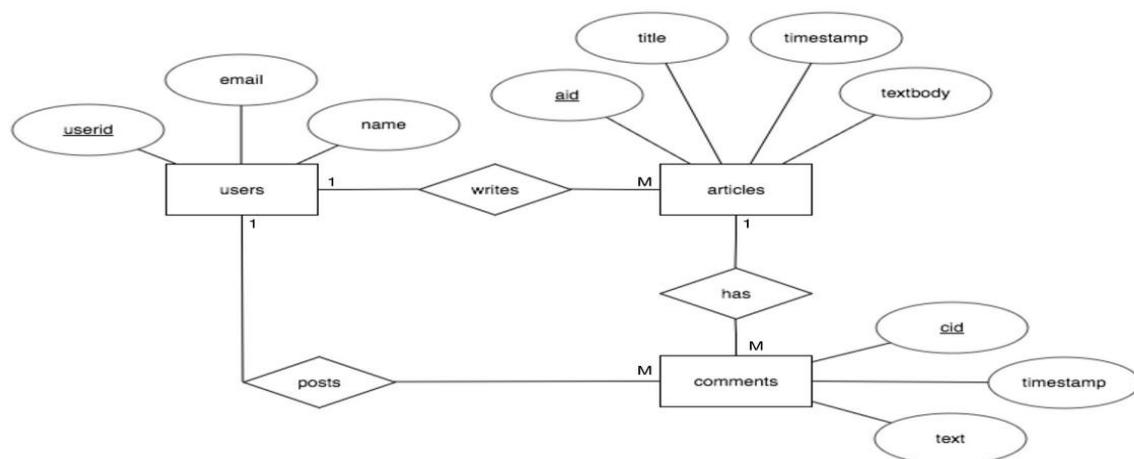 title
timestamp
email
aid
textbody
userid
name
users
1
writes
M
articles
1
1
has
cid
M
posts
M
comments
timestamp
text